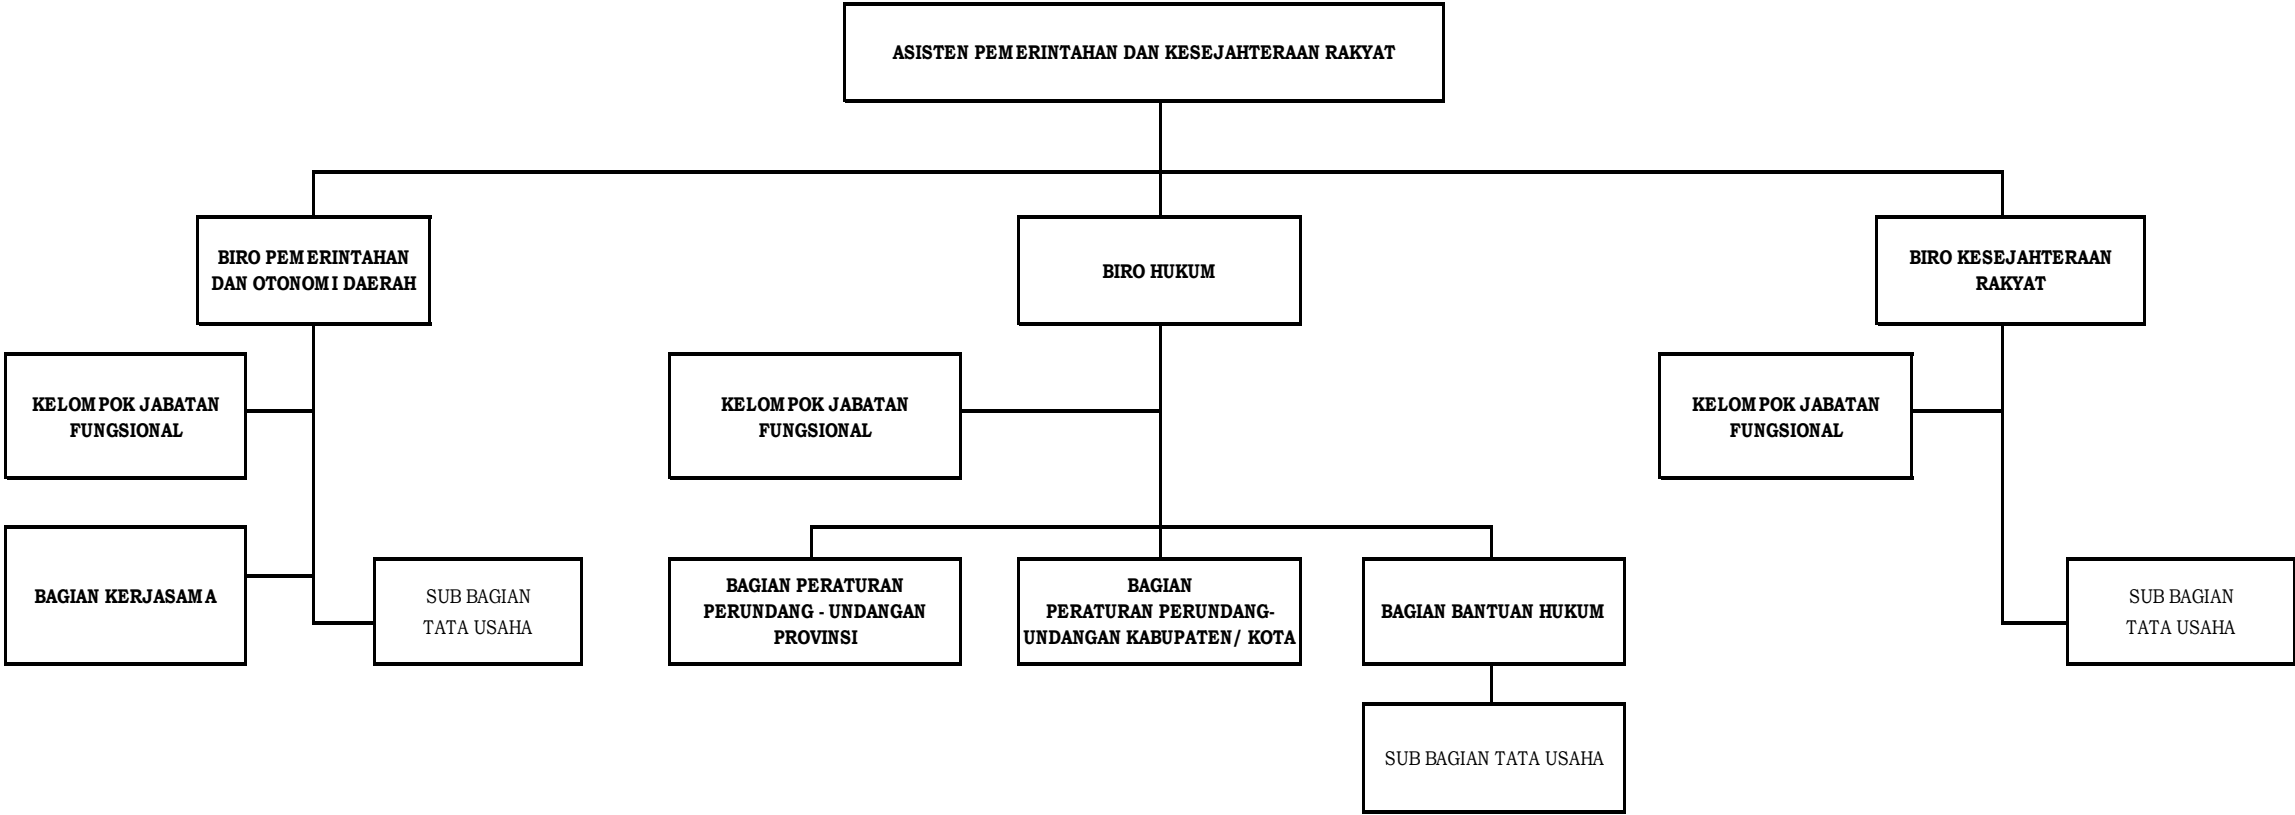 ASISTEN PEMERINTAHAN DAN KESEJAHTERAAN RAKYAT
BIRO PEMERINTAHAN
DAN OTONOMI DAERAH
BIRO HUKUM
BIRO KESEJAHTERAAN
RAKYAT
KELOMPOK JABATAN
FUNGSIONAL
KELOMPOK JABATAN
FUNGSIONAL
KELOMPOK JABATAN
FUNGSIONAL
BAGIAN KERJASAMA
SUB BAGIAN
TATA USAHA
BAGIAN PERATURAN
PERUNDANG - UNDANGAN
PROVINSI
BAGIAN
PERATURAN PERUNDANG-
UNDANGAN KABUPATEN/ KOTA
BAGIAN BANTUAN HUKUM
SUB BAGIAN
TATA USAHA
SUB BAGIAN TATA USAHA